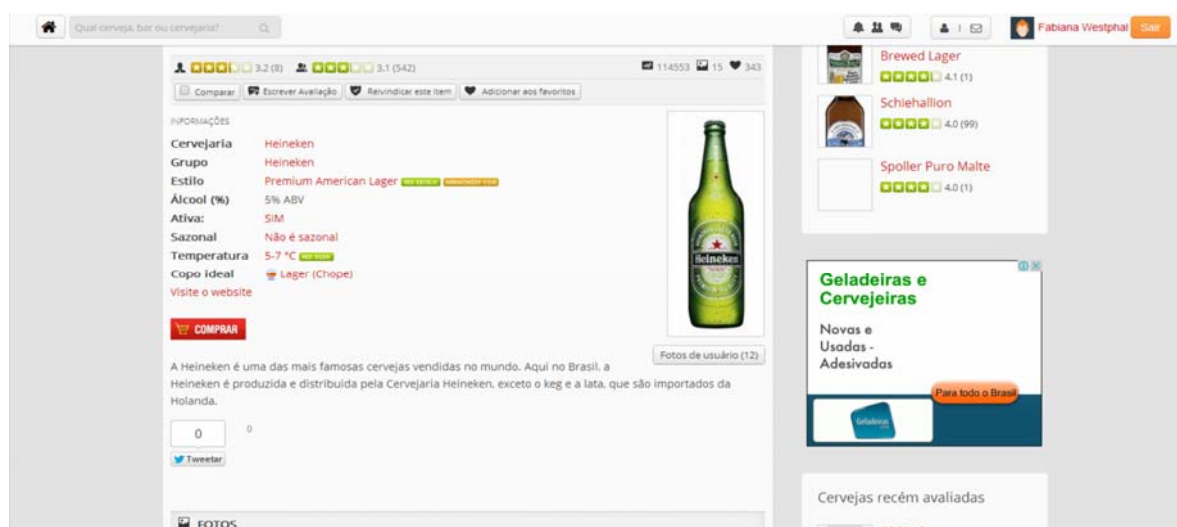 Qual cerveja, bar ou cervejaria?
Fabiana Westphal
Sair
3.2 (8) 3.1 (542)
114553 15 343
Comparar
Escrever Avaliação
Reivindicar este item
Adicionar aos favoritos
INFORMAÇÕES
Cervejaria Heineken
Grupo Heineken
Estilo Premium American Lager
Álcool (%) 5% ABV
Ativa: SIM
Sazonal Não é sazonal
Temperatura 5-7 °C
Copo ideal Lager (Chope)
Visite o website
COMPRAR
Heineken
Fotos de usuário (12)
A Heineken é uma das mais famosas cervejas vendidas no mundo. Aqui no Brasil, a
Heineken é produzida e distribuida pela Cervejaria Heineken, exceto o keg e a lata, que são importados da
Holanda.
0
0
Tweetar
FOTOS
Brewed Lager
4.1 (1)
Schiehallion
4.0 (99)
Spoller Puro Malte
4.0 (1)
Geladeiras e
Cervejeiras
Novas e
Usadas -
Adesivadas
Para todo o Brasil
Geladeiras
Cervejas recém avaliadas